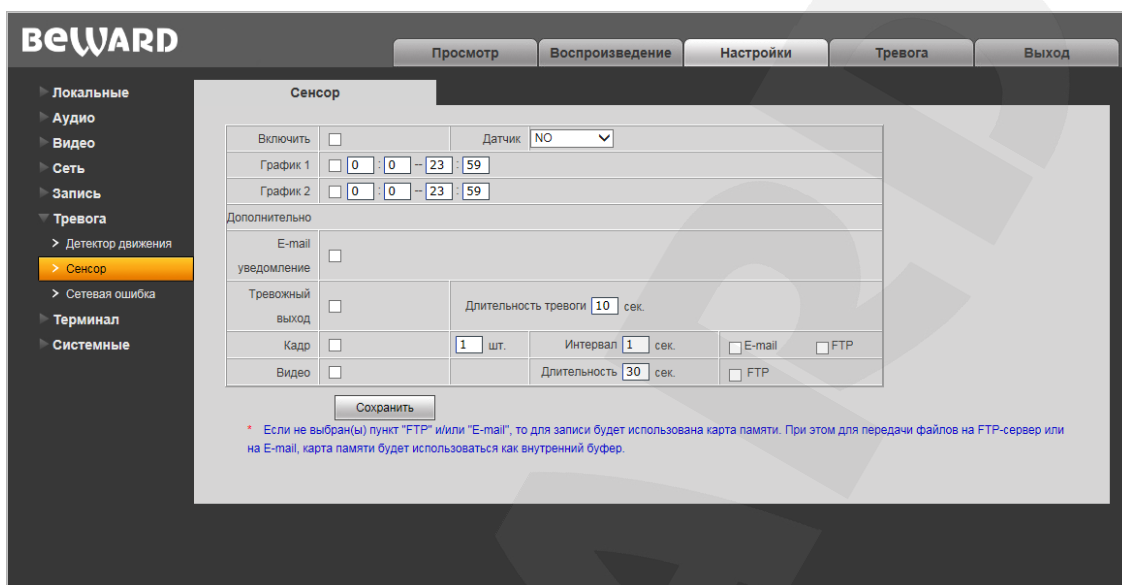 BEWARD
Просмотр Воспроизведение Настройки Тревога Выход
Локальные
Аудио
Видео
Сеть
Запись
Тревога
> Детектор движения
> Сенсор
> Сетевая ошибка
Терминал
Системные
Сенсор
Включить Датчик NO
График 1 0 : 0 -- 23 : 59
График 2 0 : 0 -- 23 : 59
Дополнительно
E-mail
уведомление
Тревожный
выход
Длительность тревоги 10 сек.
Кадр 1 шт. Интервал 1 сек. E-mail FTP
Видео Длительность 30 сек. FTP
Сохранить
* Если не выбран(ы) пункт "FTP" и/или "E-mail", то для записи будет использована карта памяти. При этом для передачи файлов на FTP-сервер или
на E-mail, карта памяти будет использоваться как внутренний буфер.